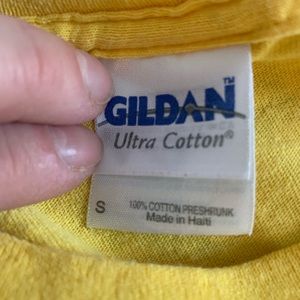 GILDAN™
Ultra Cotton®
S
100% COTTON PRESHRUNK
Made in Haiti